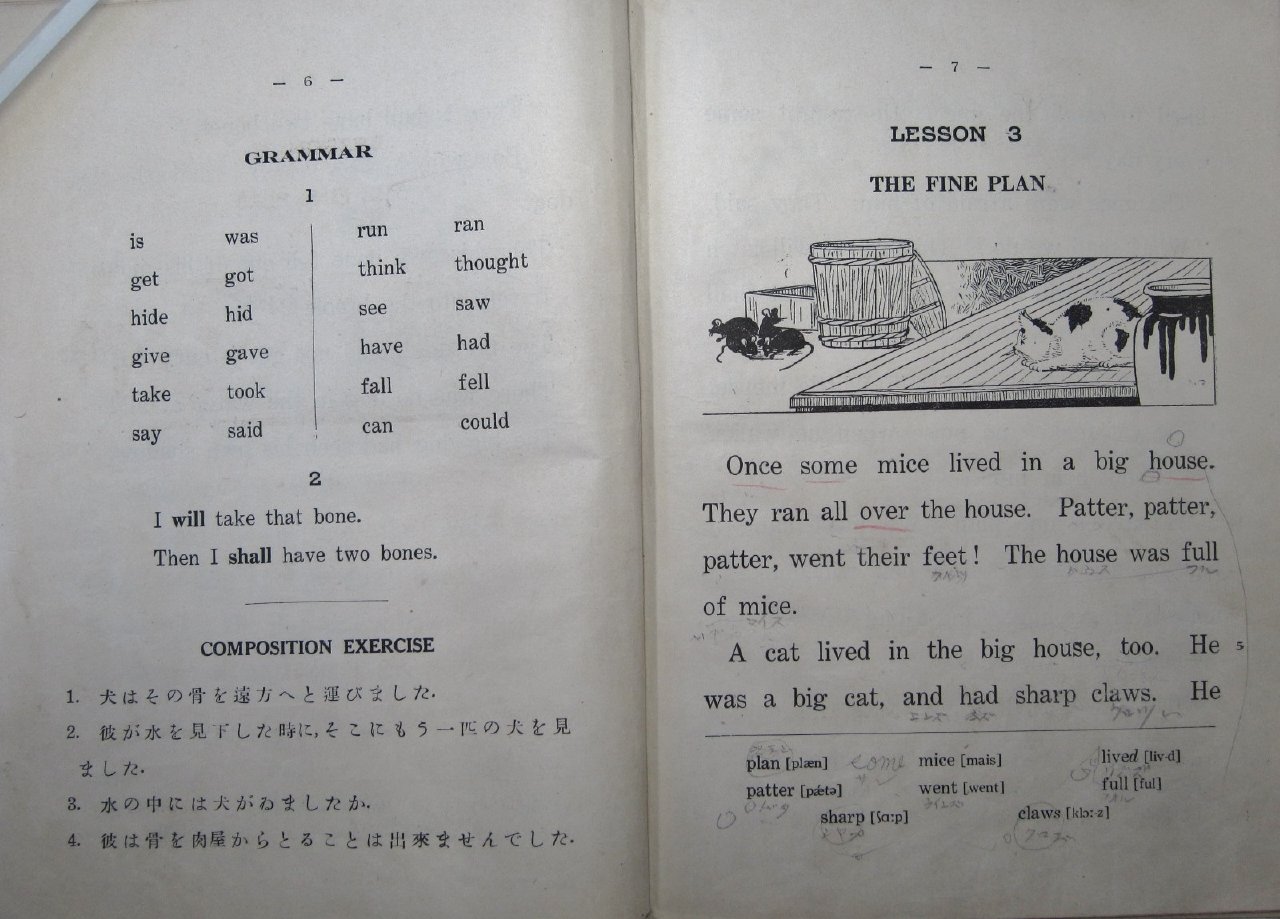 — 6 —
GRAMMAR
1
is was run ran
get got think thought
hide hid see saw
give gave have had
take took fall fell
say said can could
2
I will take that bone.
Then I shall have two bones.
COMPOSITION EXERCISE
1. 犬はその骨を遠方へと運びました.
2. 彼が水を見下した時に,そこにもう一匹の犬を見
ました.
3. 水の中には犬がゐましたか.
4. 彼は骨を肉屋からとることは出來ませんでした.
— 7 —
LESSON 3
THE FINE PLAN
Once some mice lived in a big house.
They ran all over the house. Patter, patter,
patter, went their feet! The house was full
of mice.
A cat lived in the big house, too. He 5
was a big cat, and had sharp claws. He
plan [plæn] mice [mais] lived [liv-d]
patter [pǽtə] went [went] full [ful]
sharp [ʃɑ:p] claws [klɔ:-z]
come